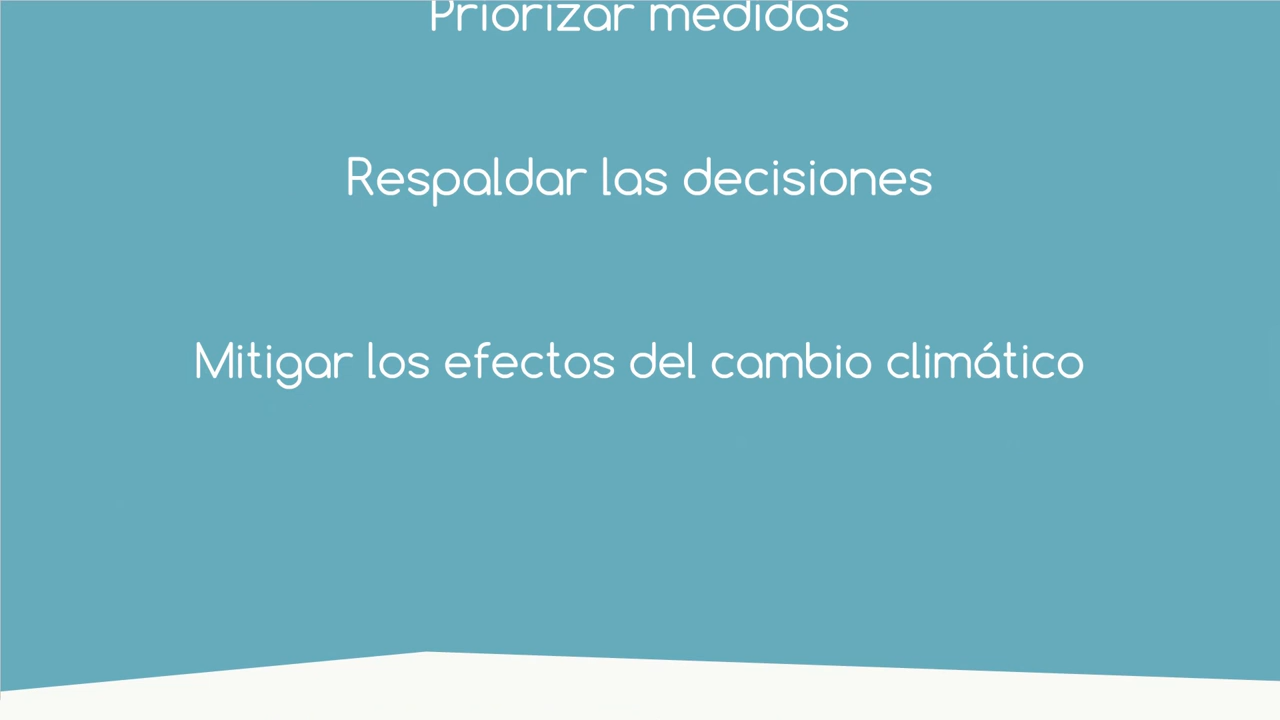 Priorizar medidas
Respaldar las decisiones
Mitigar los efectos del cambio climático